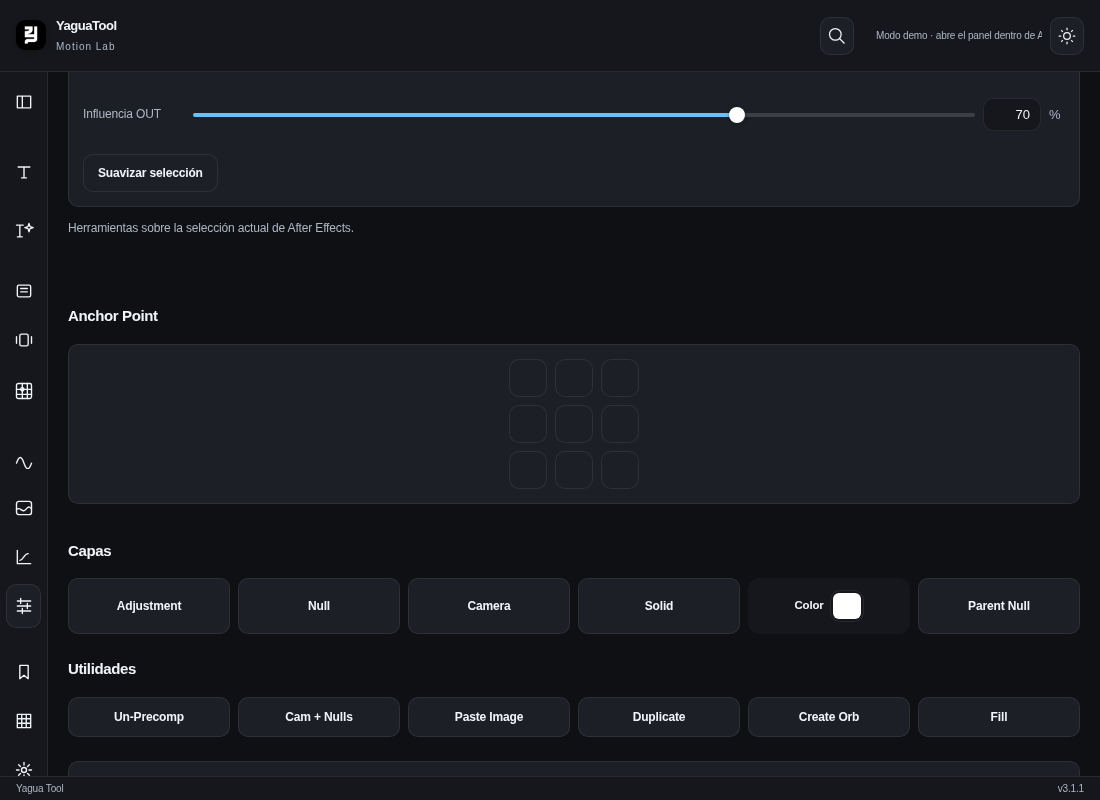 YaguaTool
Motion Lab
Modo demo · abre el panel dentro de A
Influencia OUT 70 %
Suavizar selección
Herramientas sobre la selección actual de After Effects.
Anchor Point
Capas
Adjustment Null Camera Solid Color Parent Null
Utilidades
Un-Precomp Cam + Nulls Paste Image Duplicate Create Orb Fill
Yagua Tool v3.1.1